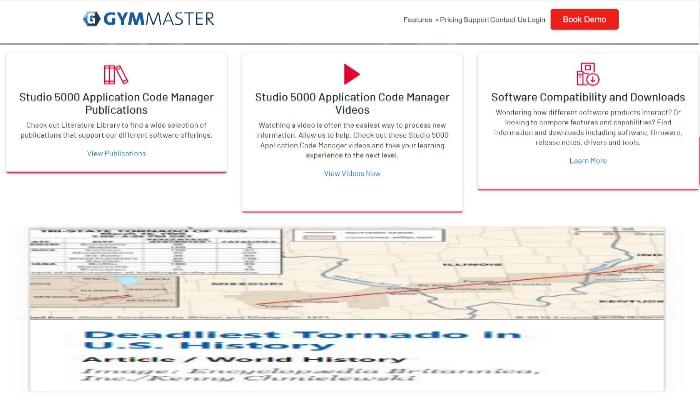 GYMMASTER
Features Pricing Support Contact Us Login Book Demo
Studio 5000 Application Code Manager
Publications
Check out Literature Library to find a wide selection of
publications that support our different software offerings.
View Publications
Studio 5000 Application Code Manager
Videos
Watching a video is often the easiest way to process new
information. Allow us to help. Check out these Studio 5000
Application Code Manager videos and take your learning
experience to the next level.
View Videos Now
Software Compatibility and Downloads
Wondering how different software products interact? Or
looking to compare features and capabilities? Find
information and downloads including software, firmware,
release notes, drivers and tools.
Learn More
TRI-STATE TORNADO OF 1925
ILLINOIS
MISSOURI
KENTUCKY
Deadliest Tornado in
U.S. History
Article / World History
Image: Encyclopædia Britannica,
Inc./Kenny Chmielewski